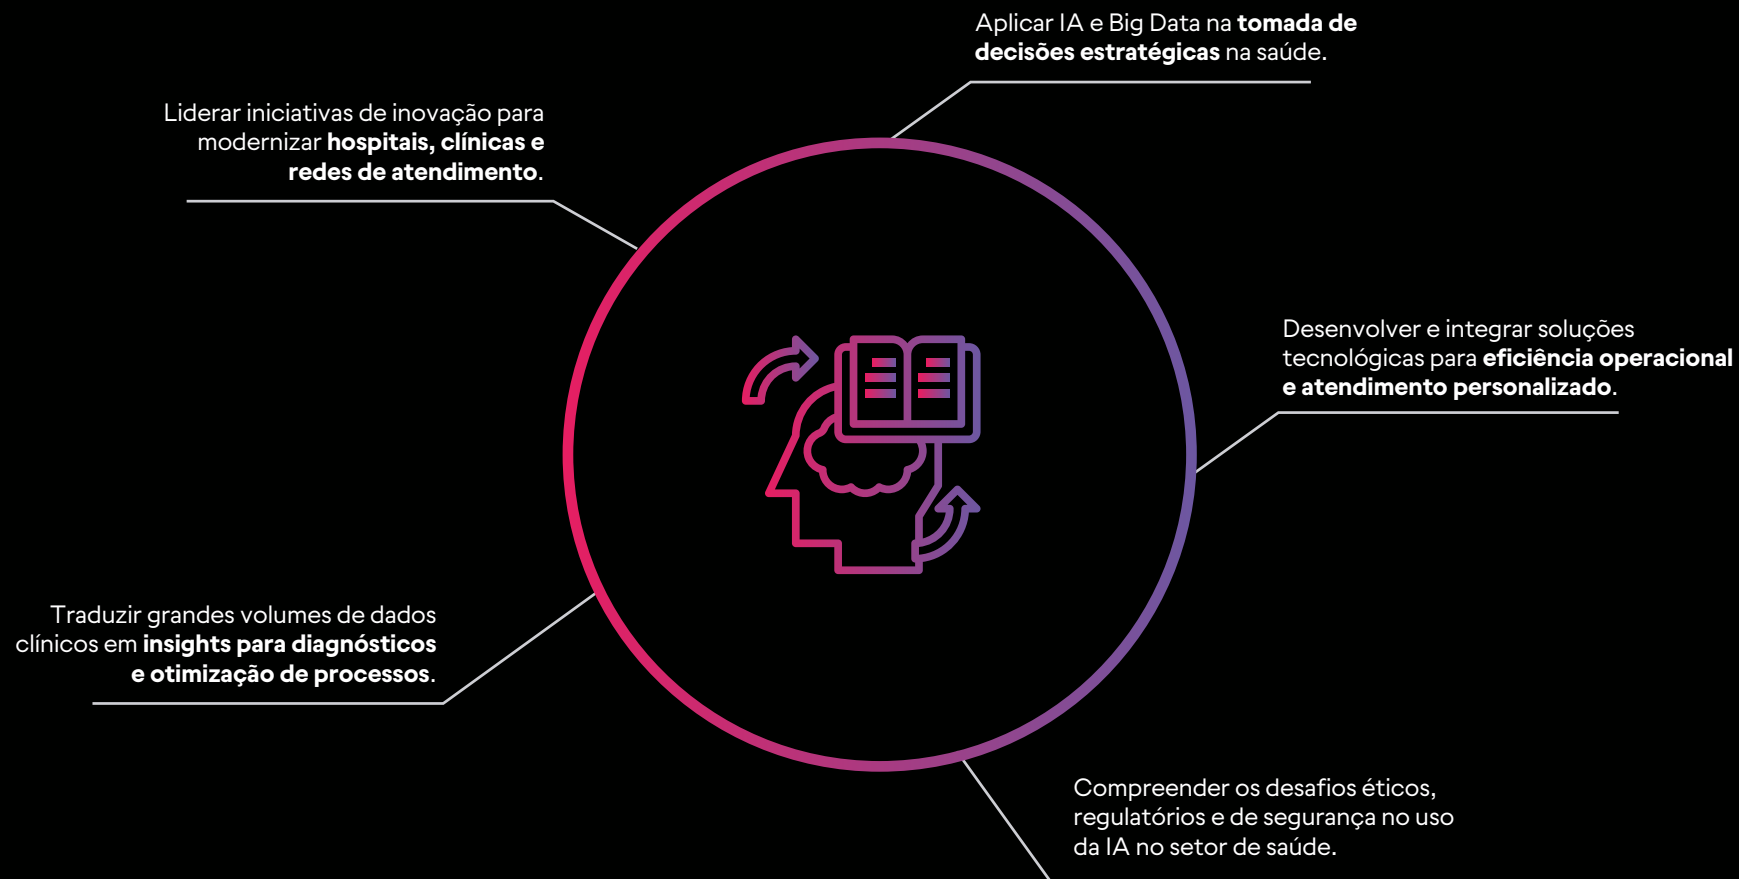 Aplicar IA e Big Data na tomada de
decisões estratégicas na saúde.
Liderar iniciativas de inovação para
modernizar hospitais, clínicas e
redes de atendimento.
Desenvolver e integrar soluções
tecnológicas para eficiência operacional
e atendimento personalizado.
Traduzir grandes volumes de dados
clínicos em insights para diagnósticos
e otimização de processos.
Compreender os desafios éticos,
regulatórios e de segurança no uso
da IA no setor de saúde.